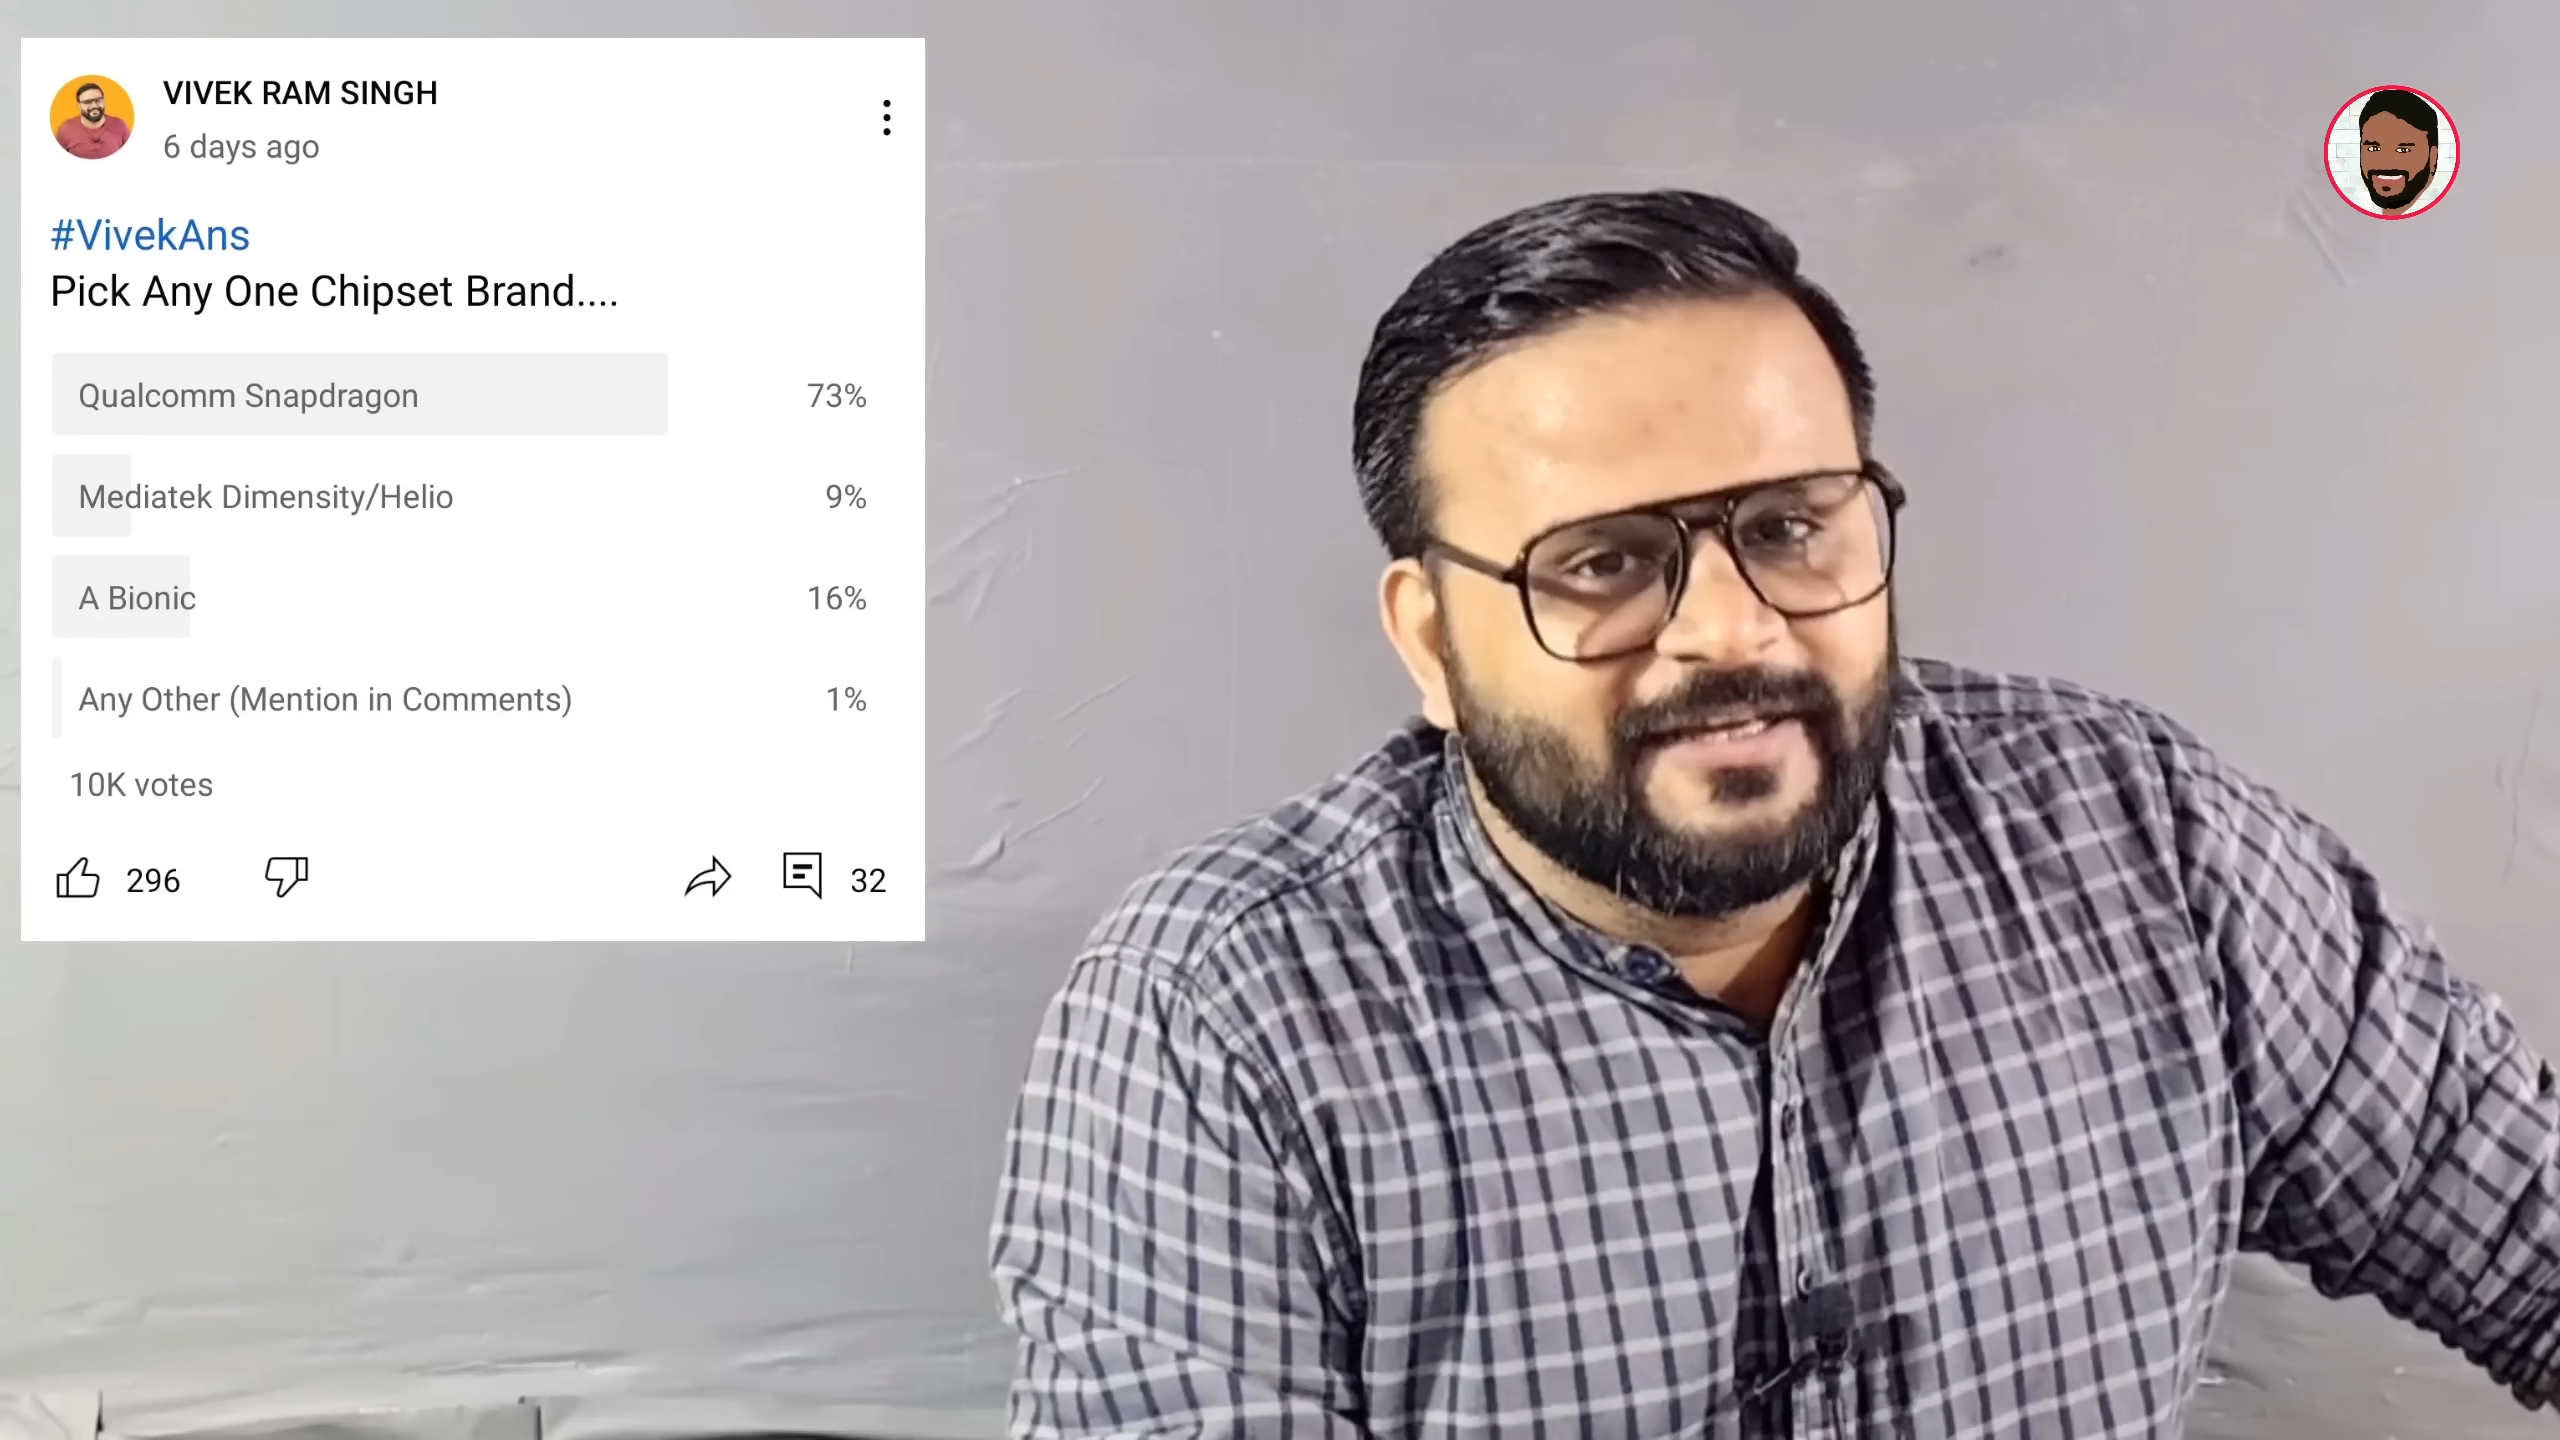 VIVEK RAM SINGH
6 days ago
#VivekAns
Pick Any One Chipset Brand....
Qualcomm Snapdragon 73%
Mediatek Dimensity/Helio 9%
A Bionic 16%
Any Other (Mention in Comments) 1%
10K votes
296 32